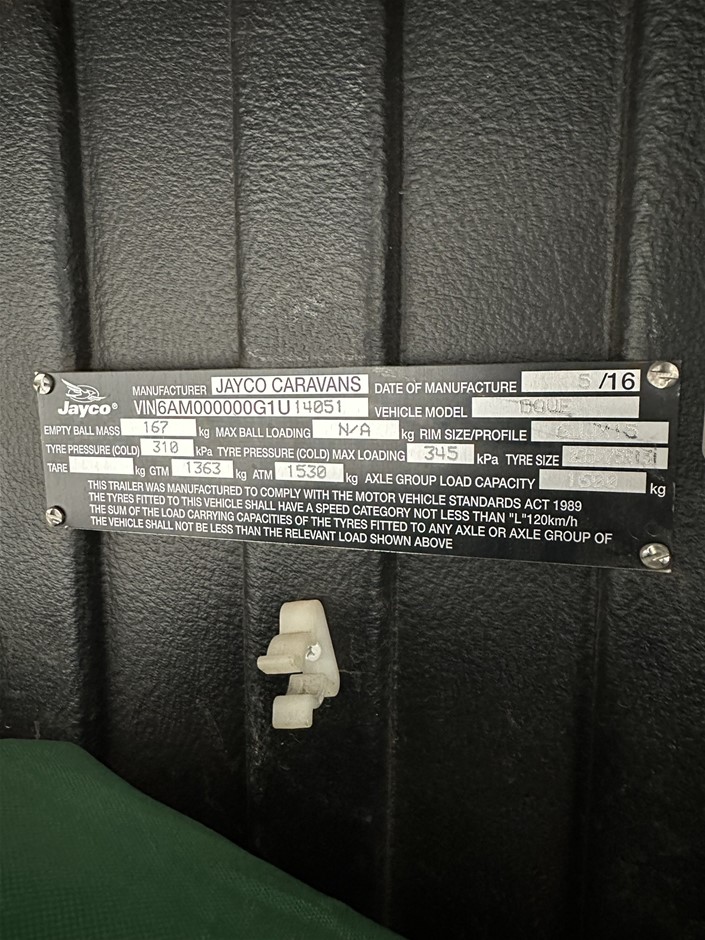 Jayco®
MANUFACTURER JAYCO CARAVANS DATE OF MANUFACTURE 5 /16
VIN6AM000000G1U14051 VEHICLE MODEL
EMPTY BALL MASS 167 kg MAX BALL LOADING N/A kg RIM SIZE/PROFILE
TYRE PRESSURE (COLD) 310 kPa TYRE PRESSURE (COLD) MAX LOADING 345 kPa TYRE SIZE
TARE kg GTM 1363 kg ATM 1530 kg AXLE GROUP LOAD CAPACITY kg
THIS TRAILER WAS MANUFACTURED TO COMPLY WITH THE MOTOR VEHICLE STANDARDS ACT 1989
THE TYRES FITTED TO THIS VEHICLE SHALL HAVE A SPEED CATEGORY NOT LESS THAN "L"120km/h
THE SUM OF THE LOAD CARRYING CAPACITIES OF THE TYRES FITTED TO ANY AXLE OR AXLE GROUP OF
THE VEHICLE SHALL NOT BE LESS THAN THE RELEVANT LOAD SHOWN ABOVE